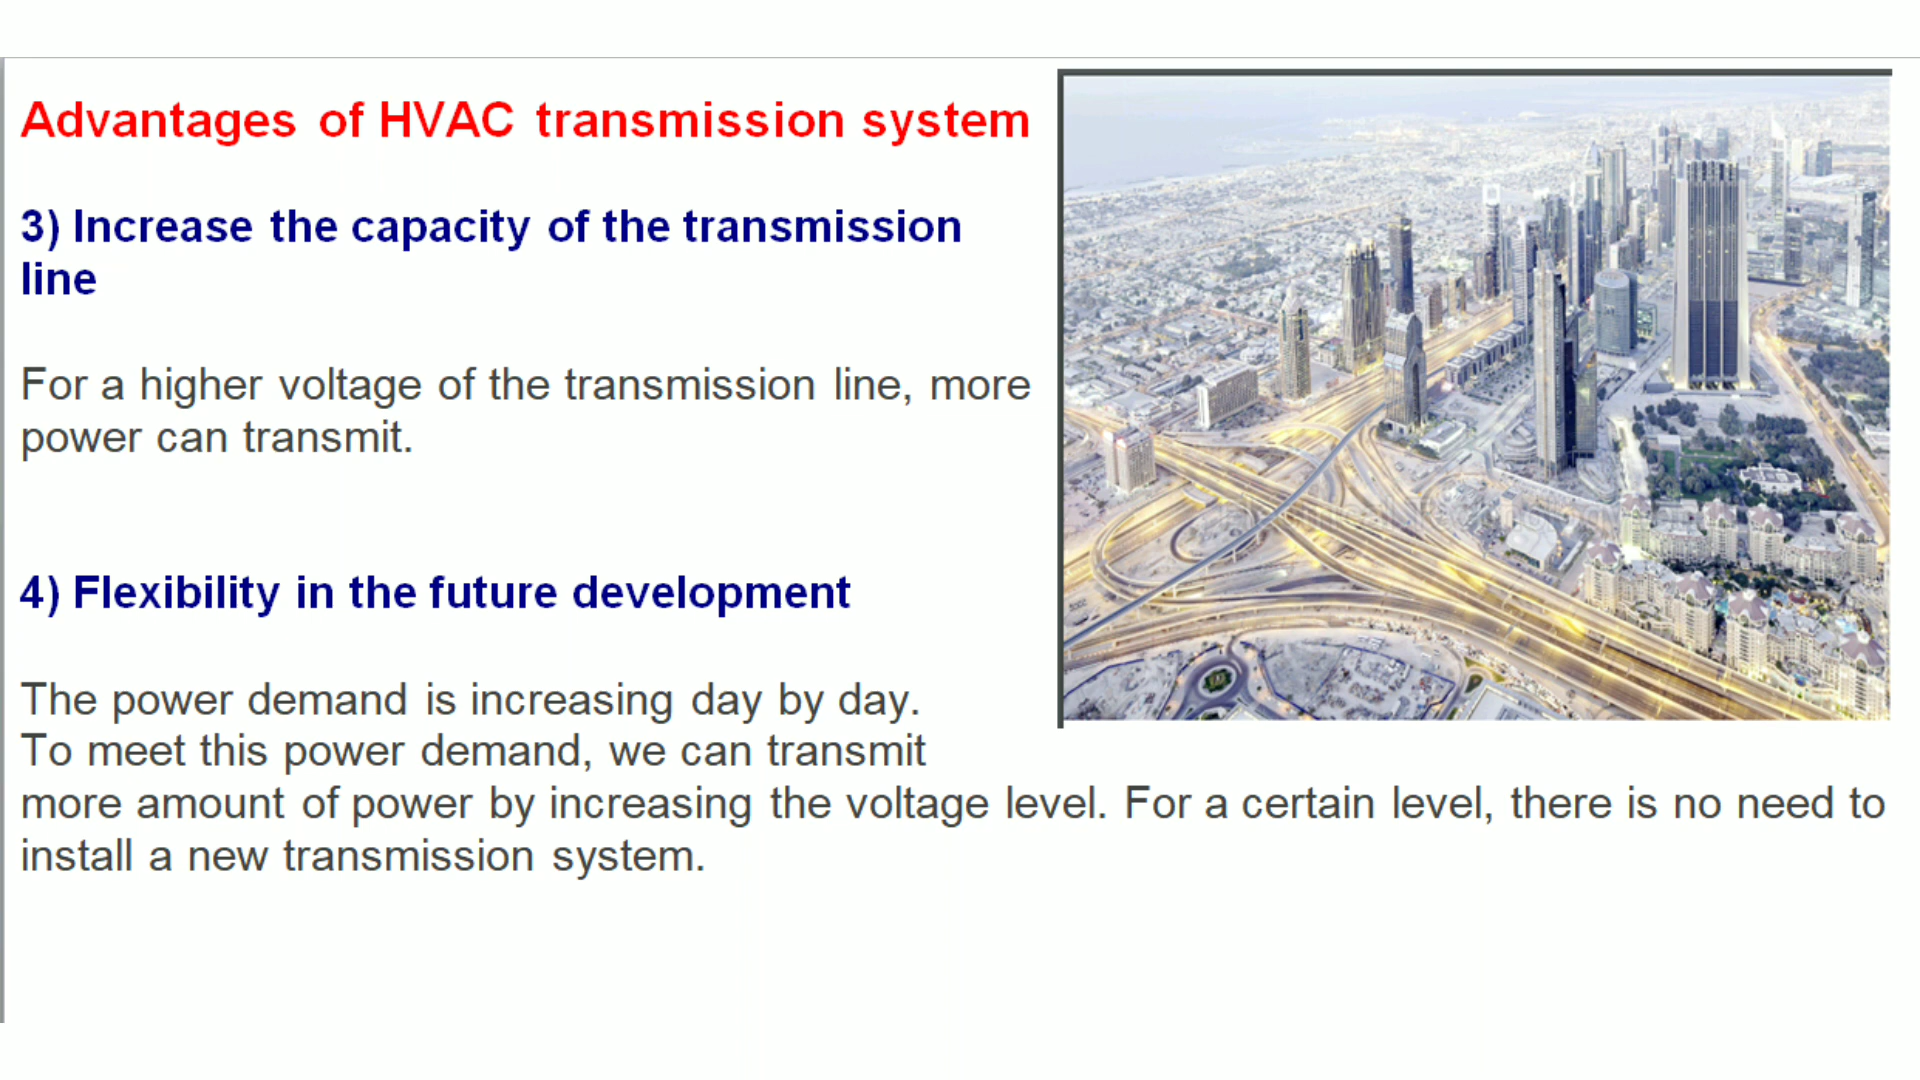 Advantages of HVAC transmission system
3) Increase the capacity of the transmission
line
For a higher voltage of the transmission line, more
power can transmit.
4) Flexibility in the future development
The power demand is increasing day by day.
To meet this power demand, we can transmit
more amount of power by increasing the voltage level. For a certain level, there is no need to
install a new transmission system.